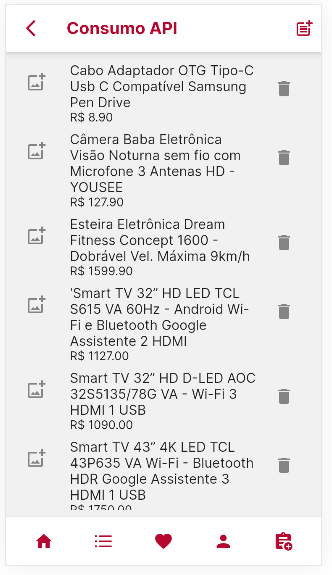 Consumo API
Cabo Adaptador OTG Tipo-C
Usb C Compatível Samsung
Pen Drive
R$ 8.90
Câmera Baba Eletrônica
Visão Noturna sem fio com
Microfone 3 Antenas HD -
YOUSEE
R$ 127.90
Esteira Eletrônica Dream
Fitness Concept 1600 -
Dobrável Vel. Máxima 9km/h
R$ 1599.90
'Smart TV 32” HD LED TCL
S615 VA 60Hz - Android Wi-
Fi e Bluetooth Google
Assistente 2 HDMI
R$ 1127.00
Smart TV 32” HD D-LED AOC
32S5135/78G VA - Wi-Fi 3
HDMI 1 USB
R$ 1090.00
Smart TV 43” 4K LED TCL
43P635 VA Wi-Fi - Bluetooth
HDR Google Assistente 3
HDMI 1 USB
R$ 1750.00